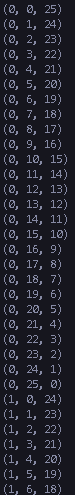 (0, 0, 25)
(0, 1, 24)
(0, 2, 23)
(0, 3, 22)
(0, 4, 21)
(0, 5, 20)
(0, 6, 19)
(0, 7, 18)
(0, 8, 17)
(0, 9, 16)
(0, 10, 15)
(0, 11, 14)
(0, 12, 13)
(0, 13, 12)
(0, 14, 11)
(0, 15, 10)
(0, 16, 9)
(0, 17, 8)
(0, 18, 7)
(0, 19, 6)
(0, 20, 5)
(0, 21, 4)
(0, 22, 3)
(0, 23, 2)
(0, 24, 1)
(0, 25, 0)
(1, 0, 24)
(1, 1, 23)
(1, 2, 22)
(1, 3, 21)
(1, 4, 20)
(1, 5, 19)
(1, 6, 18)